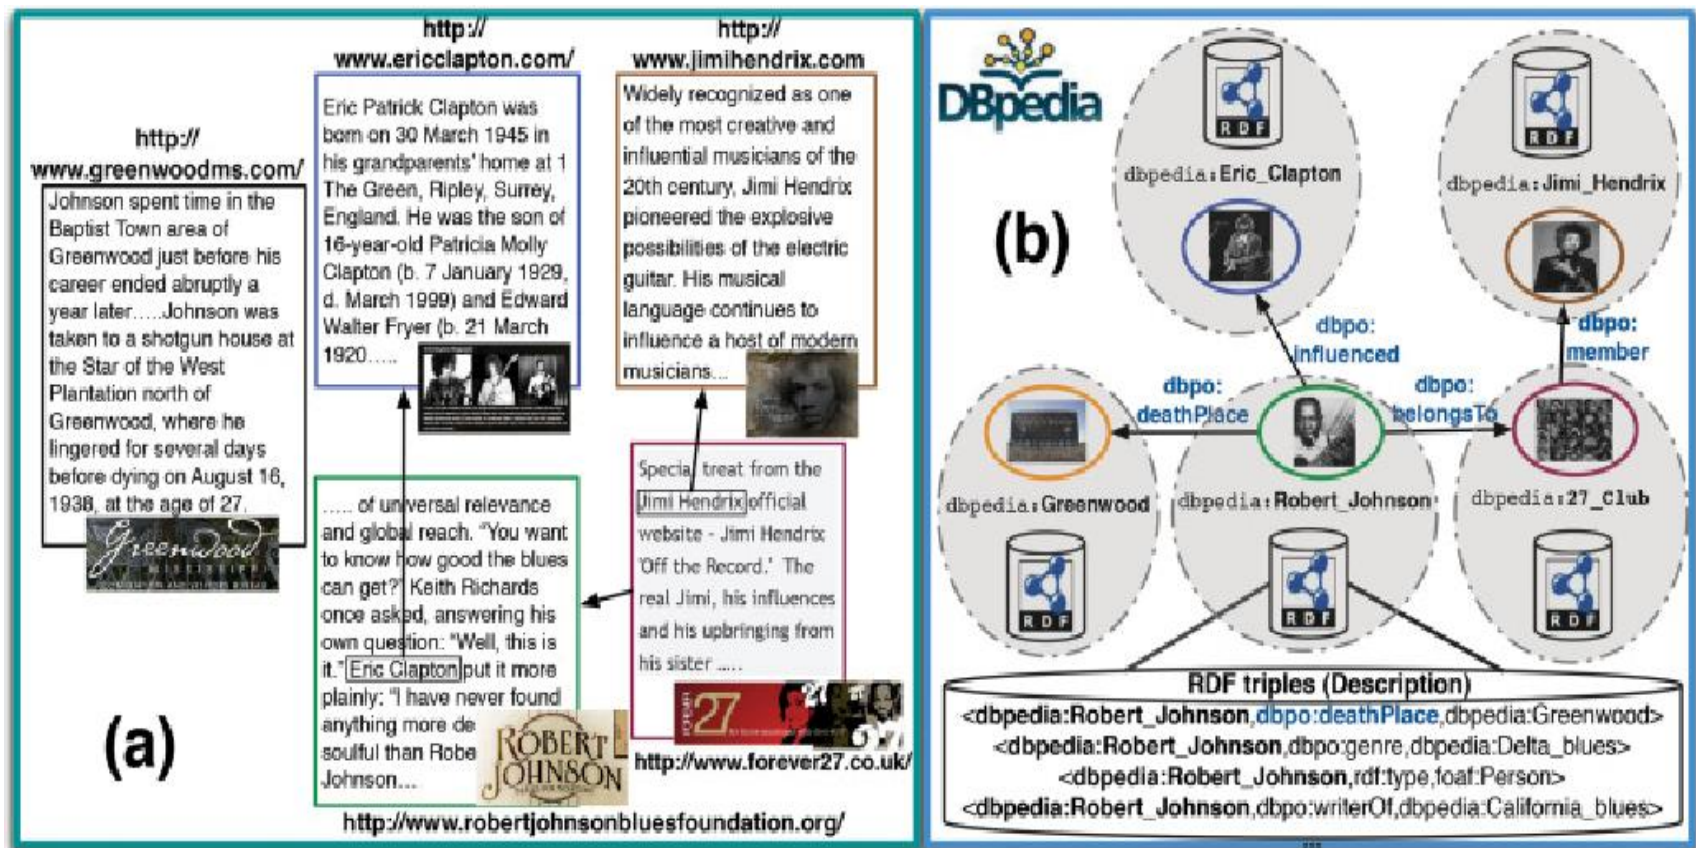 http://
www.greenwoodms.com/
Johnson spent time in the
Baptist Town area of
Greenwood just before his
career ended abruptly a
year later.....Johnson was
taken to a shotgun house at
the Star of the West
Plantation north of
Greenwood, where he
lingered for several days
before dying on August 16,
1938, at the age of 27.
Greenwood
MISSISSIPPI
http://
www.ericclapton.com/
Eric Patrick Clapton was
born on 30 March 1945 in
his grandparents' home at 1
The Green, Ripley, Surrey,
England. He was the son of
16-year-old Patricia Molly
Clapton (b. 7 January 1929,
d. March 1999) and Edward
Walter Fryer (b. 21 March
1920.....
http://
www.jimihendrix.com
Widely recognized as one
of the most creative and
influential musicians of the
20th century, Jimi Hendrix
pioneered the explosive
possibilities of the electric
guitar. His musical
language continues to
influence a host of modern
musicians...
..... of universal relevance
and global reach. "You want
to know how good the blues
can get?" Keith Richards
once asked, answering his
own question: "Well, this is
it." Eric Clapton put it more
plainly: "I have never found
anything more de
soulful than Robe
Johnson...
ROBERT
JOHNSON
http://www.robertjohnsonbluesfoundation.org/
Special treat from the
Jimi Hendrix official
website - Jimi Hendrix
'Off the Record.' The
real Jimi, his influences
and his upbringing from
his sister .....
FOREVER
27
http://www.forever27.co.uk/
(a)
DBpedia
(b)
RDF
dbpedia:Eric_Clapton
RDF
dbpedia:Jimi_Hendrix
dbpo:
influenced
dbpo:
member
dbpo:
deathPlace
dbpo:
belongsTo
dbpedia:Greenwood
dbpedia:Robert_Johnson
dbpedia:27_Club
RDF
RDF
RDF
RDF triples (Description)
<dbpedia:Robert_Johnson,dbpo:deathPlace,dbpedia:Greenwood>
<dbpedia:Robert_Johnson,dbpo:genre,dbpedia:Delta_blues>
<dbpedia:Robert_Johnson,rdf:type,foaf:Person>
<dbpedia:Robert_Johnson,dbpo:writerOf,dbpedia:California_blues>
...